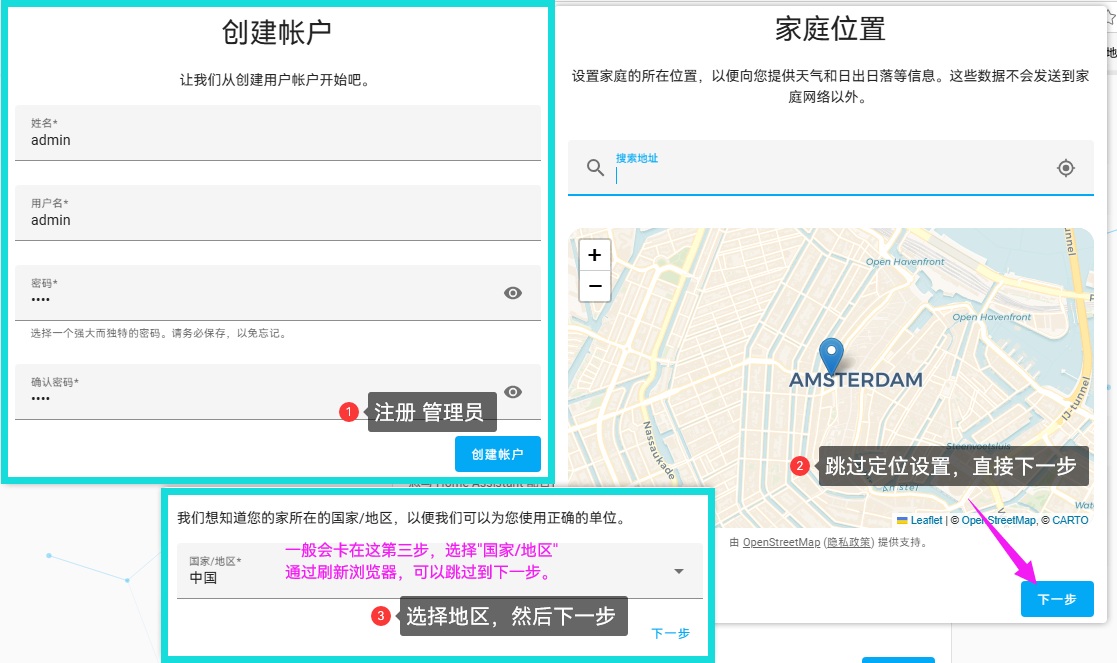 创建帐户
让我们从创建用户帐户开始吧。
姓名*
admin
用户名*
admin
密码*
••••
选择一个强大而独特的密码。请务必保存，以免忘记。
确认密码*
••••
1 注册 管理员
创建帐户
家庭位置
设置家庭的所在位置，以便向您提供天气和日出日落等信息。这些数据不会发送到家
庭网络以外。
搜索地址
+
−
Open Havenfront
Open Havenfront
AMSTERDAM
IJ-tunnel
Nassaukade
2 跳过定位设置，直接下一步
Leaflet | © OpenStreetMap, © CARTO
由 OpenStreetMap (隐私政策) 提供支持。
下一步
我们想知道您的家所在的国家/地区，以便我们可以为您使用正确的单位。
国家/地区*
中国
一般会卡在这第三步，选择"国家/地区"
通过刷新浏览器，可以跳过到下一步。
3 选择地区，然后下一步
下一步
地